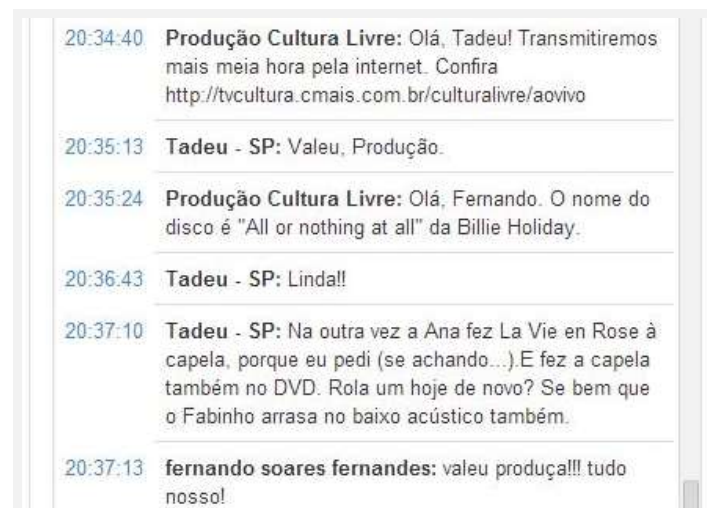 20:34:40 Produção Cultura Livre: Olá, Tadeu! Transmitiremos
mais meia hora pela internet. Confira
http://tvcultura.cmais.com.br/culturalivre/aovivo
20:35:13 Tadeu - SP: Valeu, Produção.
20:35:24 Produção Cultura Livre: Olá, Fernando. O nome do
disco é "All or nothing at all" da Billie Holiday.
20:36:43 Tadeu - SP: Linda!!
20:37:10 Tadeu - SP: Na outra vez a Ana fez La Vie en Rose à
capela, porque eu pedi (se achando...).E fez a capela
também no DVD. Rola um hoje de novo? Se bem que
o Fabinho arrasa no baixo acústico também.
20:37:13 fernando soares fernandes: valeu produça!!! tudo
nosso!